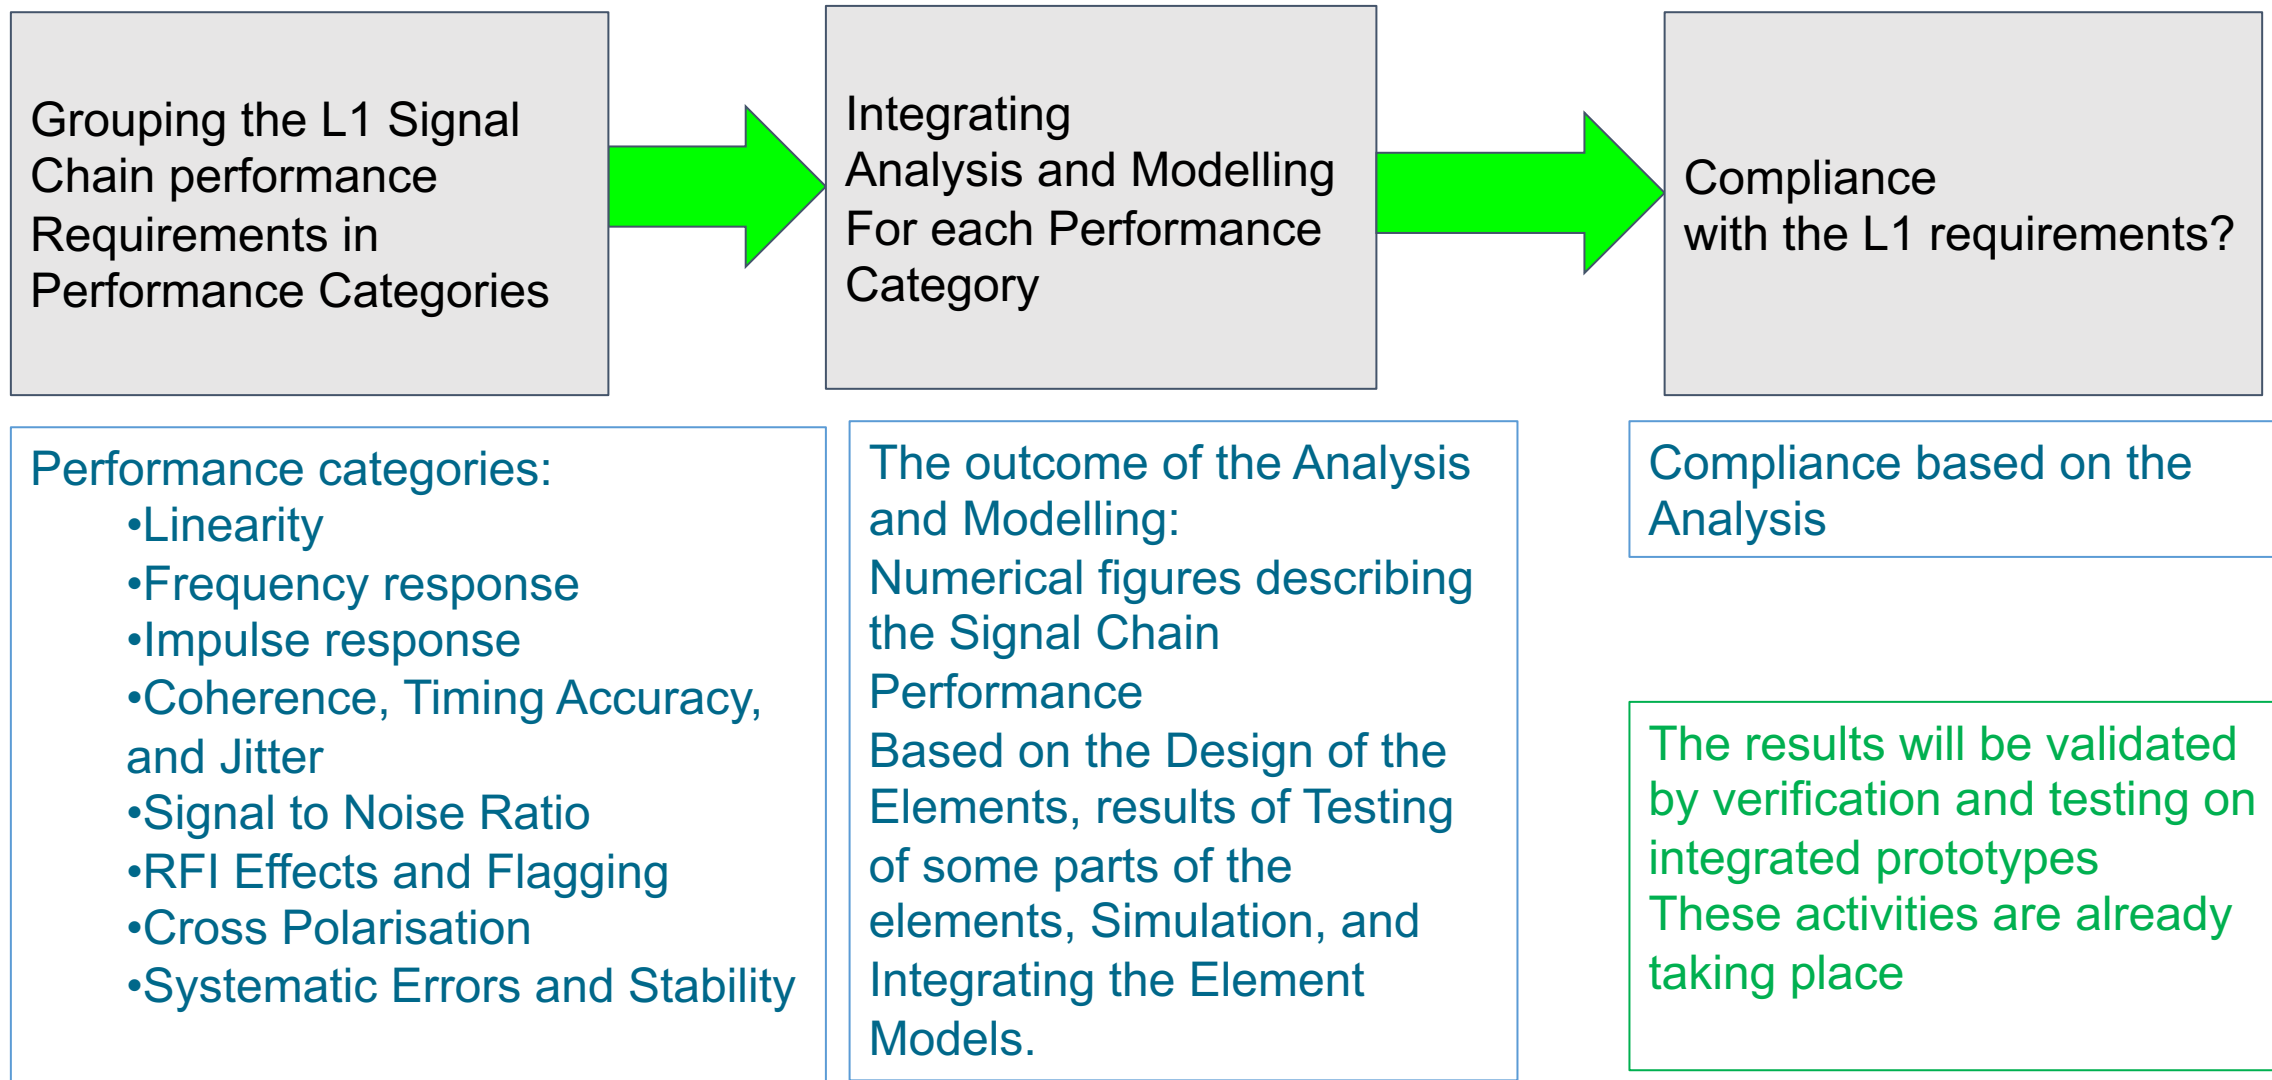 Grouping the L1 Signal
Chain performance
Requirements in
Performance Categories
Integrating
Analysis and Modelling
For each Performance
Category
Compliance
with the L1 requirements?
Performance categories:
•Linearity
•Frequency response
•Impulse response
•Coherence, Timing Accuracy,
and Jitter
•Signal to Noise Ratio
•RFI Effects and Flagging
•Cross Polarisation
•Systematic Errors and Stability
The outcome of the Analysis
and Modelling:
Numerical figures describing
the Signal Chain
Performance
Based on the Design of the
Elements, results of Testing
of some parts of the
elements, Simulation, and
Integrating the Element
Models.
Compliance based on the
Analysis
The results will be validated
by verification and testing on
integrated prototypes
These activities are already
taking place